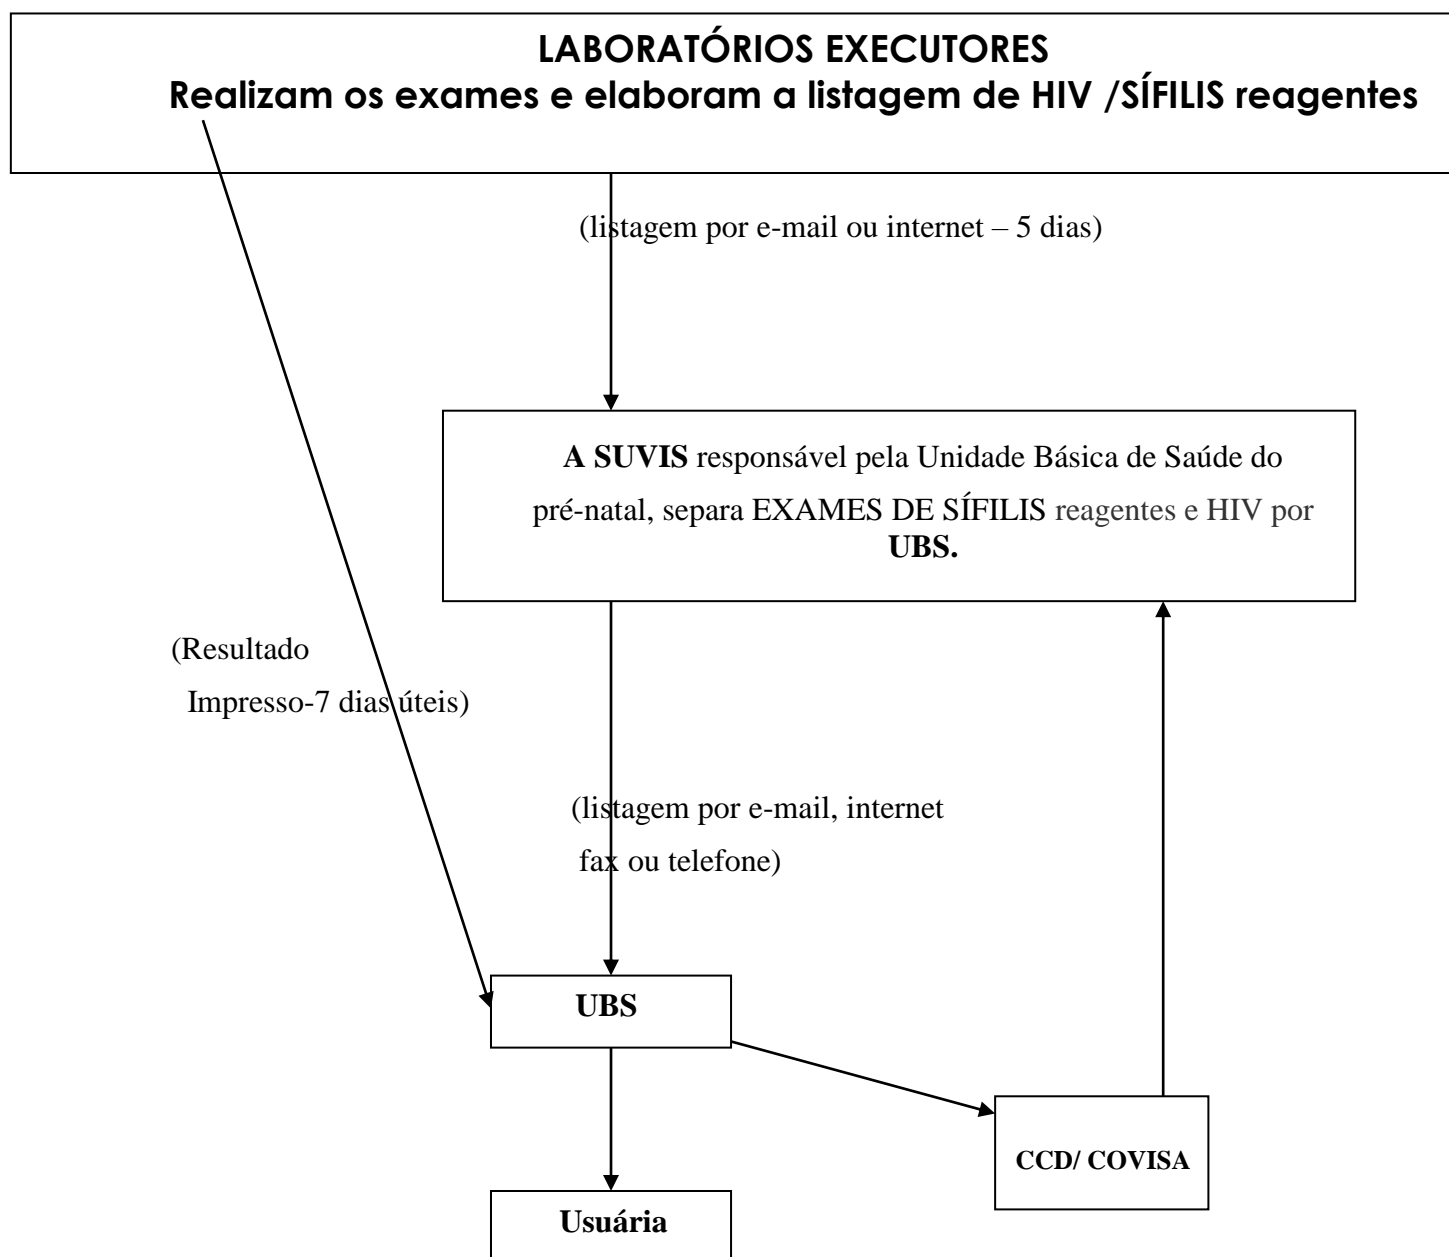 LABORATÓRIOS EXECUTORES
Realizam os exames e elaboram a listagem de HIV /SÍFILIS reagentes
(listagem por e-mail ou internet – 5 dias)
A SUVIS responsável pela Unidade Básica de Saúde do
pré-natal, separa EXAMES DE SÍFILIS reagentes e HIV por
UBS.
(Resultado
Impresso-7 dias úteis)
(listagem por e-mail, internet
fax ou telefone)
UBS
CCD/ COVISA
Usuária